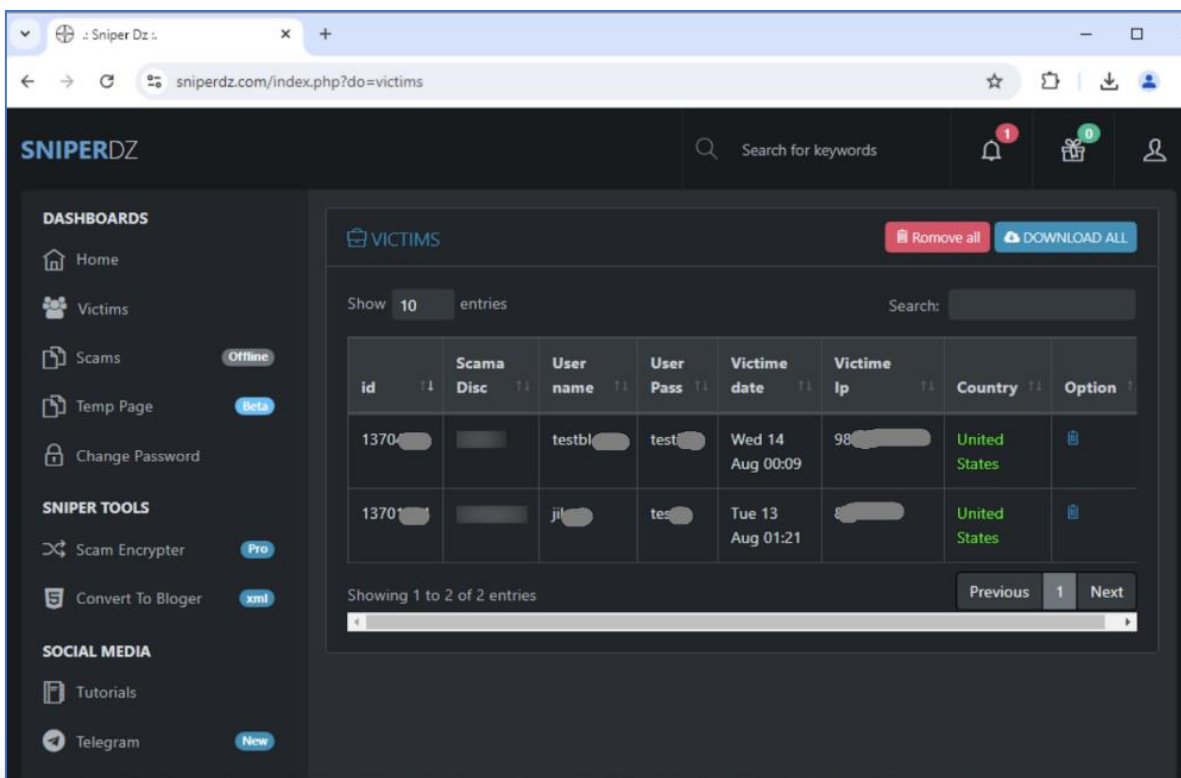 .: Sniper Dz :.
sniperdz.com/index.php?do=victims
SNIPERDZ
Search for keywords
1
0
DASHBOARDS
Home
Victims
Scams Offline
Temp Page Beta
Change Password
SNIPER TOOLS
Scam Encrypter Pro
Convert To Bloger xml
SOCIAL MEDIA
Tutorials
Telegram New
VICTIMS
Romove all
DOWNLOAD ALL
Show 10 entries
Search:
id
Scama Disc
User name
User Pass
Victime date
Victime Ip
Country
Option
Wed 14 Aug 00:09
United States
Tue 13 Aug 01:21
United States
Showing 1 to 2 of 2 entries
Previous 1 Next